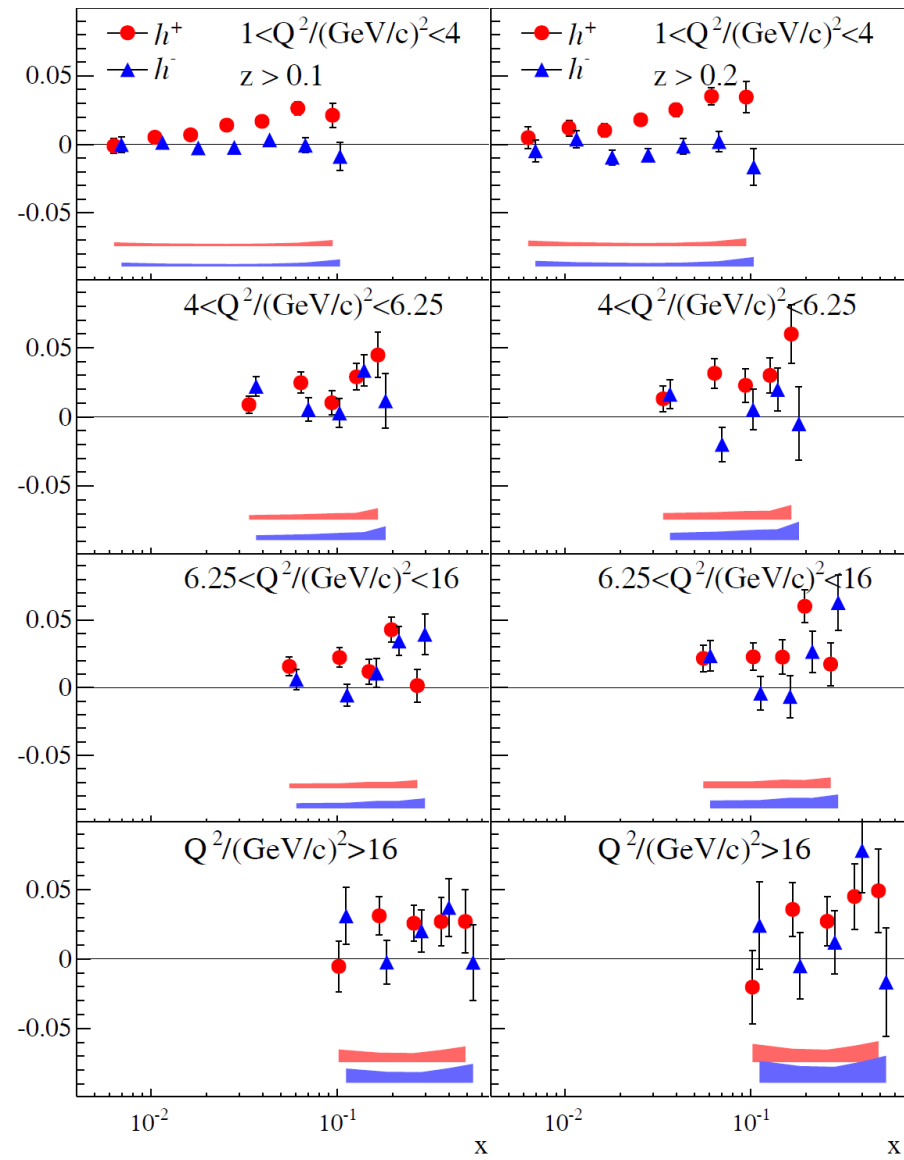 h⁺ 1<Q²/(GeV/c)²<4
h⁻ z > 0.1
h⁺ 1<Q²/(GeV/c)²<4
h⁻ z > 0.2
0.05
0
-0.05
4<Q²/(GeV/c)²<6.25
4<Q²/(GeV/c)²<6.25
0.05
0
-0.05
6.25<Q²/(GeV/c)²<16
6.25<Q²/(GeV/c)²<16
0.05
0
-0.05
Q²/(GeV/c)²>16
Q²/(GeV/c)²>16
0.05
0
-0.05
10⁻² 10⁻¹ 10⁻² 10⁻¹
x x